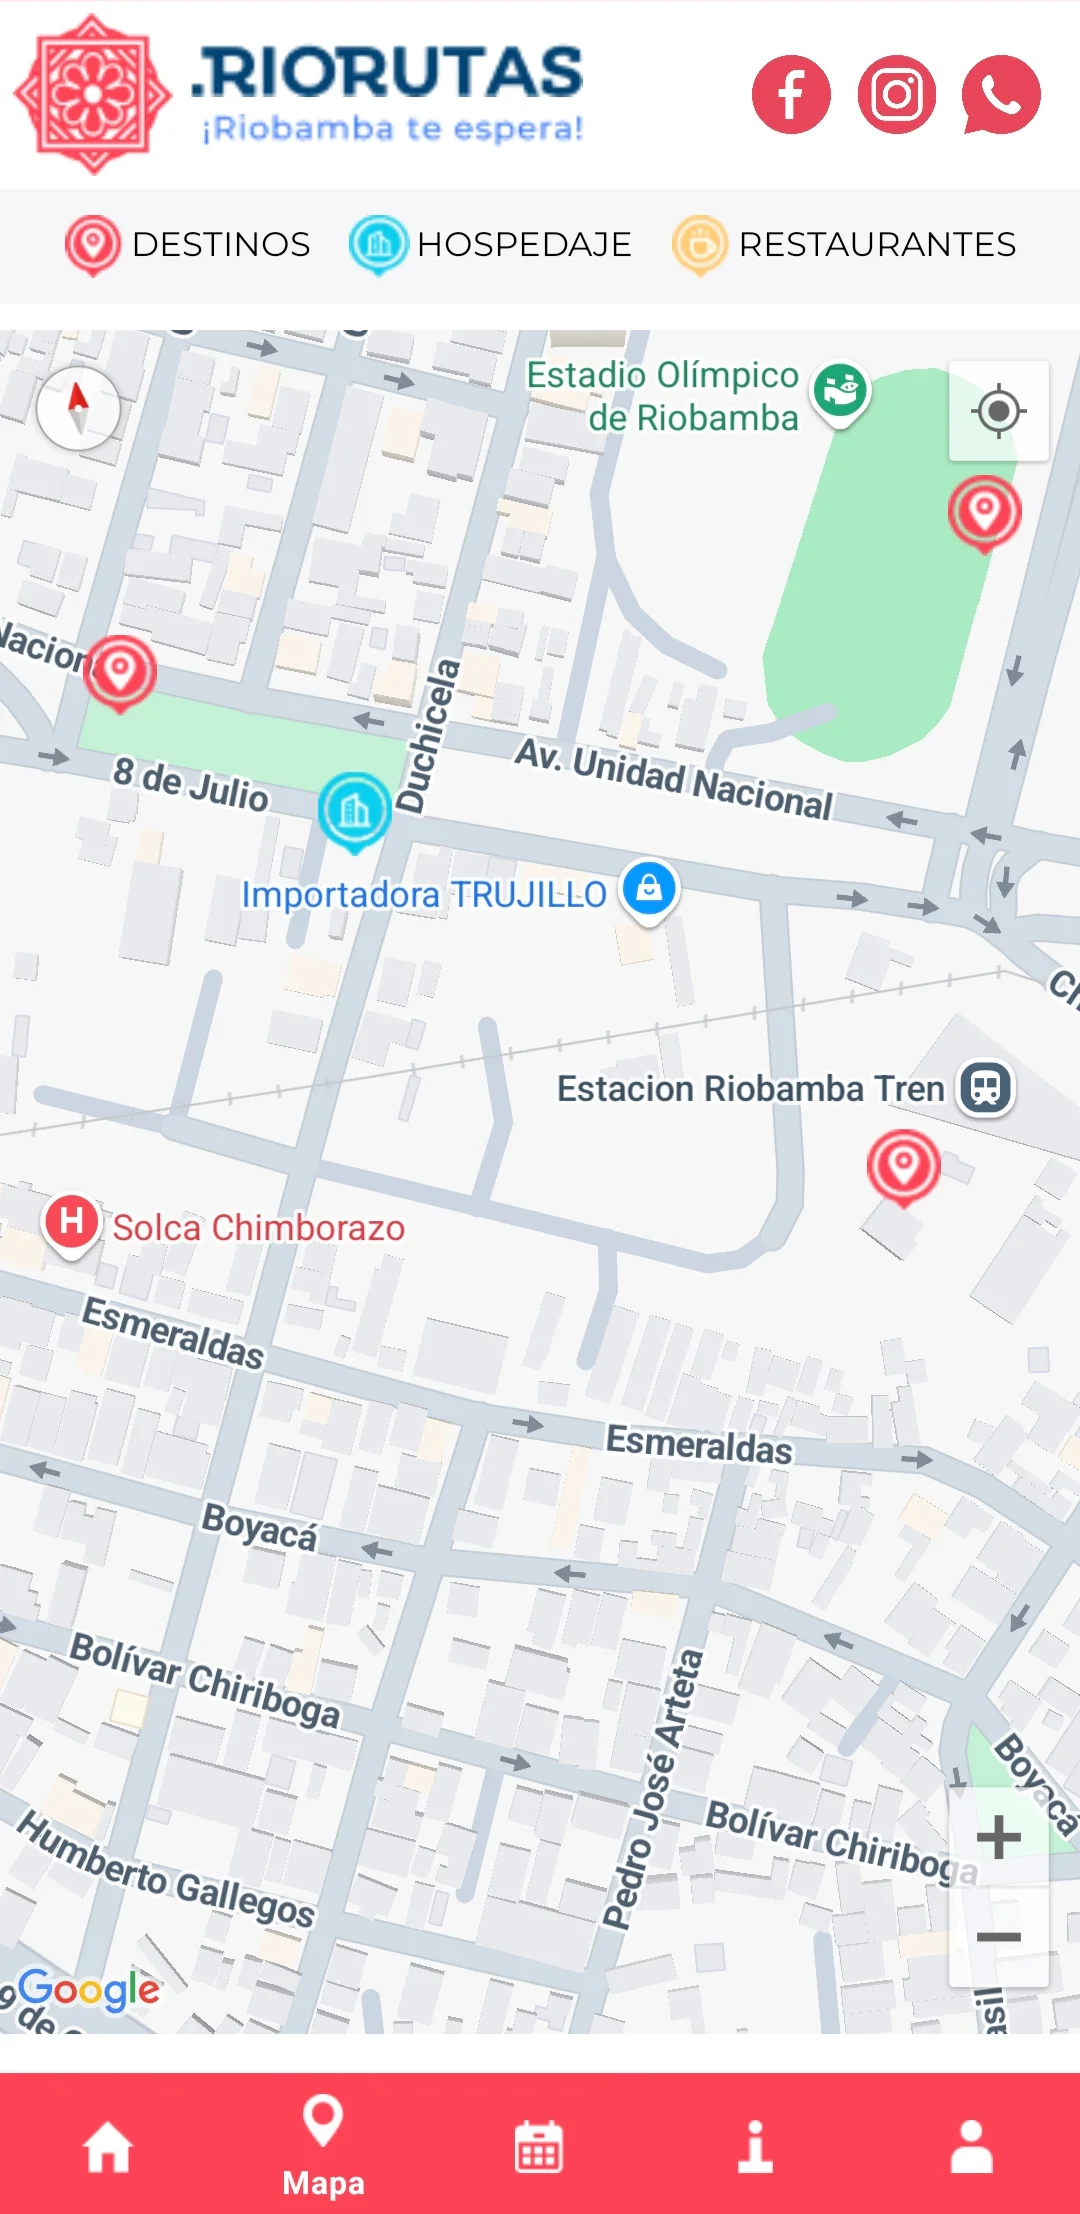 .RIORUTAS
¡Riobamba te espera!
DESTINOS
HOSPEDAJE
RESTAURANTES
Estadio Olímpico
de Riobamba
Duchicela
8 de Julio
Av. Unidad Nacional
Importadora TRUJILLO
Estacion Riobamba Tren
H
Solca Chimborazo
Esmeraldas
Esmeraldas
Boyacá
Bolívar Chiriboga
Pedro José Arteta
Boyacá
Bolívar Chiriboga
Humberto Gallegos
Google
Mapa